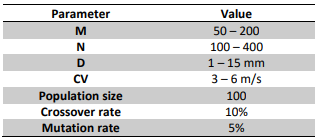 Parameter Value
M 50 – 200
N 100 – 400
D 1 – 15 mm
CV 3 – 6 m/s
Population size 100
Crossover rate 10%
Mutation rate 5%